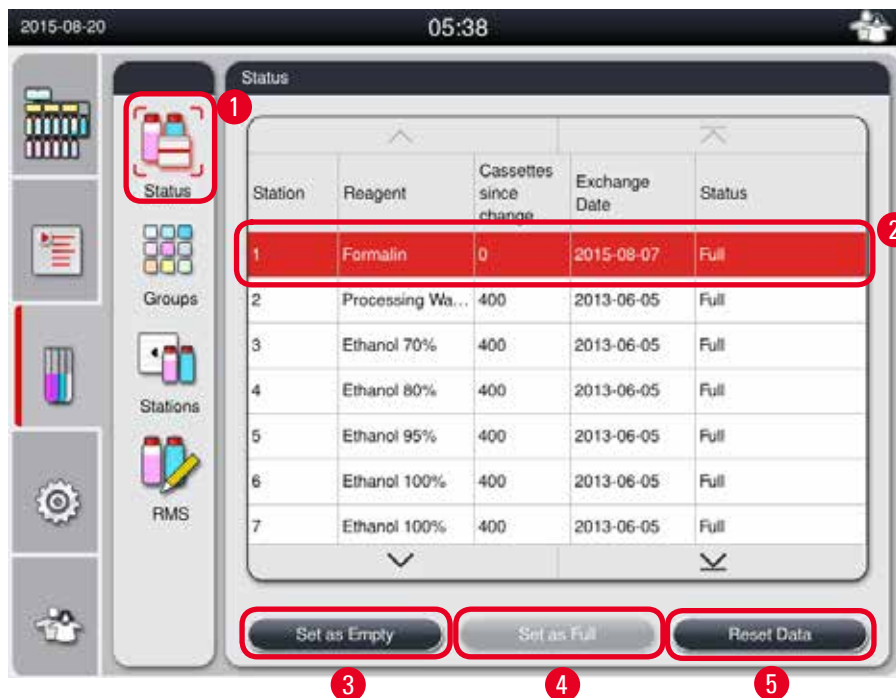 2015-08-20 05:38
Status
1
Status
Groups
Stations
RMS
Station Reagent Cassettes since change Exchange Date Status
2
1 Formalin 0 2015-08-07 Full
2 Processing Wa... 400 2013-06-05 Full
3 Ethanol 70% 400 2013-06-05 Full
4 Ethanol 80% 400 2013-06-05 Full
5 Ethanol 95% 400 2013-06-05 Full
6 Ethanol 100% 400 2013-06-05 Full
7 Ethanol 100% 400 2013-06-05 Full
Set as Empty Set as Full Reset Data
3 4 5